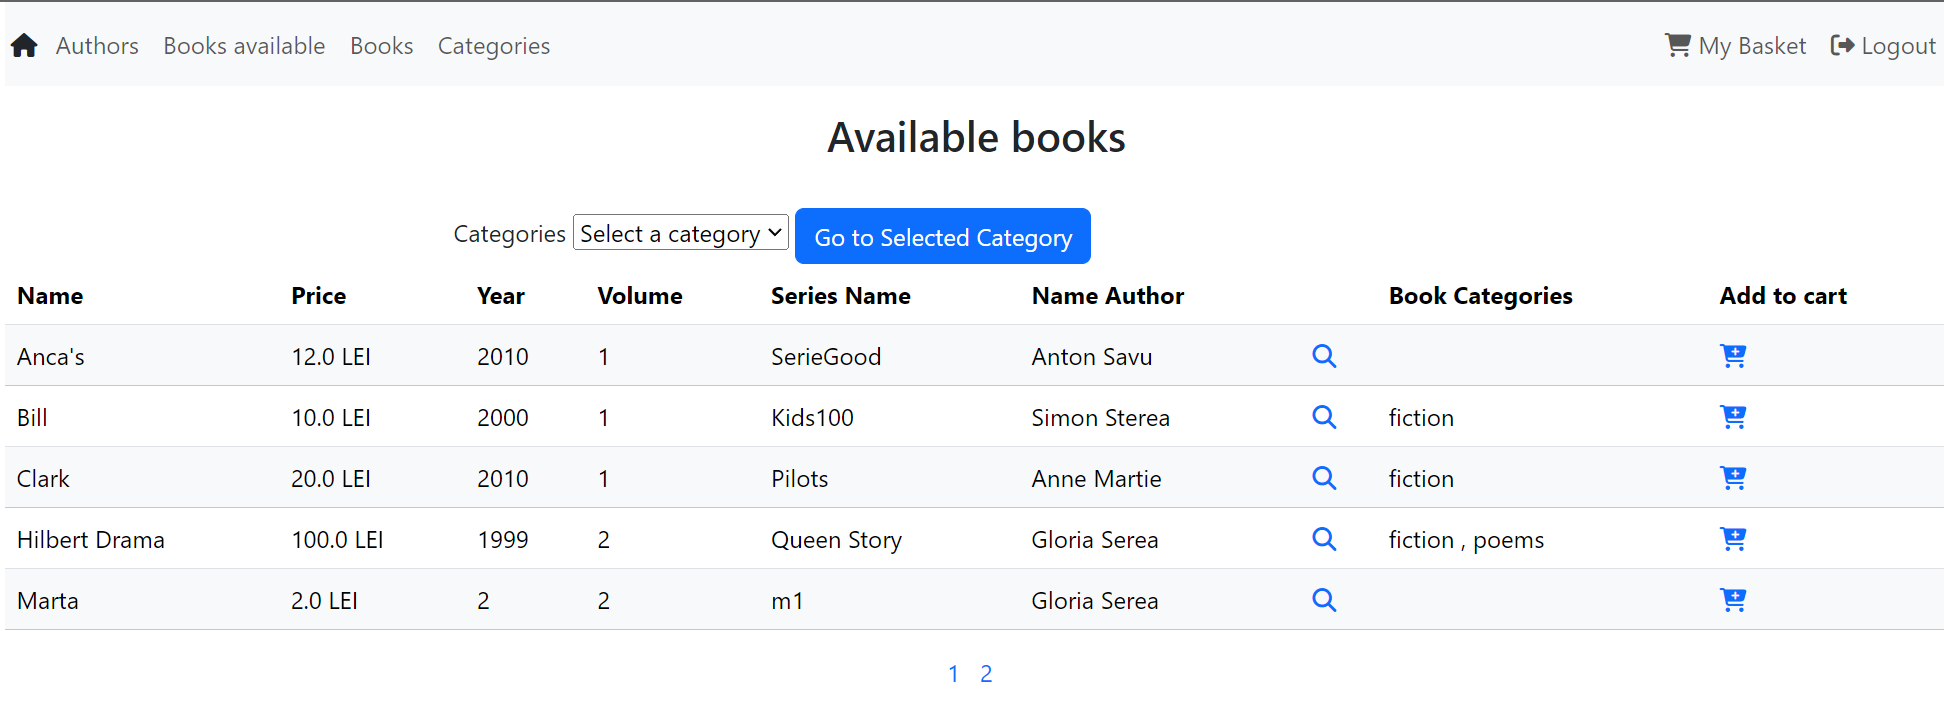 Authors Books available Books Categories My Basket Logout
Available books
Categories Select a category Go to Selected Category
Name Price Year Volume Series Name Name Author Book Categories Add to cart
Anca's 12.0 LEI 2010 1 SerieGood Anton Savu
Bill 10.0 LEI 2000 1 Kids100 Simon Sterea fiction
Clark 20.0 LEI 2010 1 Pilots Anne Martie fiction
Hilbert Drama 100.0 LEI 1999 2 Queen Story Gloria Serea fiction , poems
Marta 2.0 LEI 2 2 m1 Gloria Serea
1 2